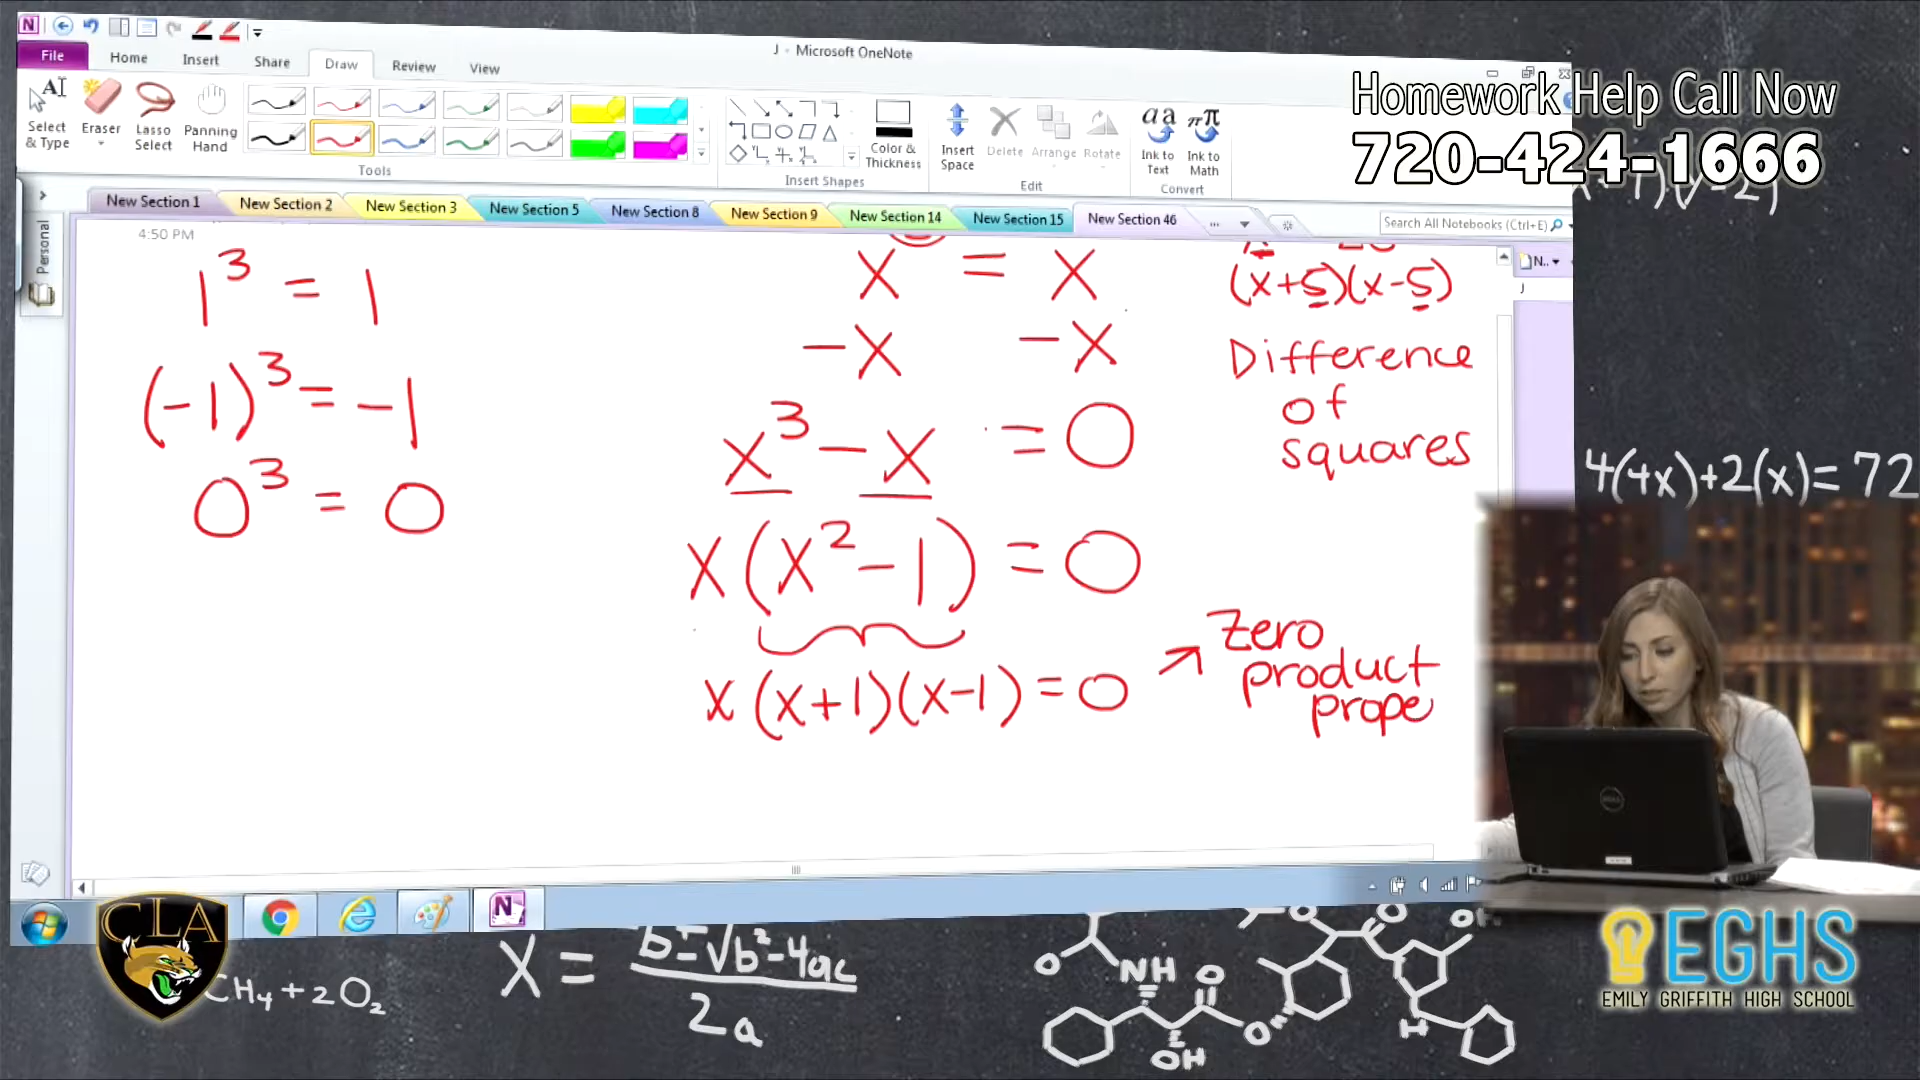 J - Microsoft OneNote
File Home Insert Share Draw Review View
Select & Type
Eraser
Lasso Select
Panning Hand
Tools
Insert Shapes
Color & Thickness
Insert Space
Delete
Arrange
Rotate
Edit
Ink to Text
Ink to Math
Convert
Homework Help Call Now
720-424-1666
New Section 1 New Section 2 New Section 3 New Section 5 New Section 8 New Section 9 New Section 14 New Section 15 New Section 46 ...
Search All Notebooks (Ctrl+E)
Personal
N..
J
4:50 PM
1³ = 1
(-1)³ = -1
0³ = 0
x = x
-x -x
x³ - x = 0
x(x² - 1) = 0
x(x+1)(x-1) = 0
(x+5)(x-5)
Difference
of
squares
Zero
product
prope
4(4x)+2(x)=72
CLA
CH₄ + 2O₂
X = b±√b²-4ac
2a
NH
O
O
OH
O
H
O
O
OH
DELL
EGHS
EMILY GRIFFITH HIGH SCHOOL